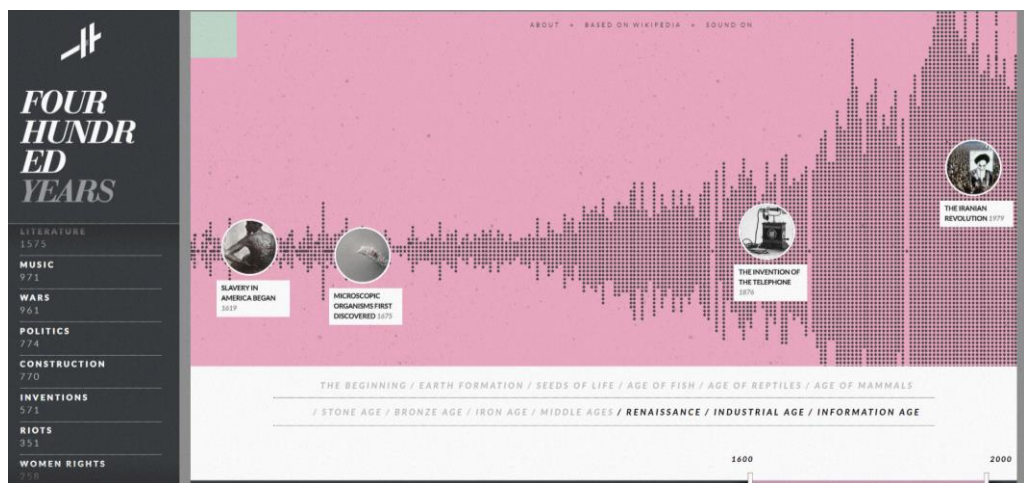 FOUR
HUNDR
ED
YEARS
LITERATURE
1575
MUSIC
971
WARS
961
POLITICS
774
CONSTRUCTION
770
INVENTIONS
571
RIOTS
351
WOMEN RIGHTS
258
ABOUT + BASED ON WIKIPEDIA + SOUND ON
SLAVERY IN
AMERICA BEGAN
1619
MICROSCOPIC
ORGANISMS FIRST
DISCOVERED 1675
THE INVENTION OF
THE TELEPHONE
1876
THE IRANIAN
REVOLUTION 1979
THE BEGINNING / EARTH FORMATION / SEEDS OF LIFE / AGE OF FISH / AGE OF REPTILES / AGE OF MAMMALS
/ STONE AGE / BRONZE AGE / IRON AGE / MIDDLE AGES / RENAISSANCE / INDUSTRIAL AGE / INFORMATION AGE
1600 2000